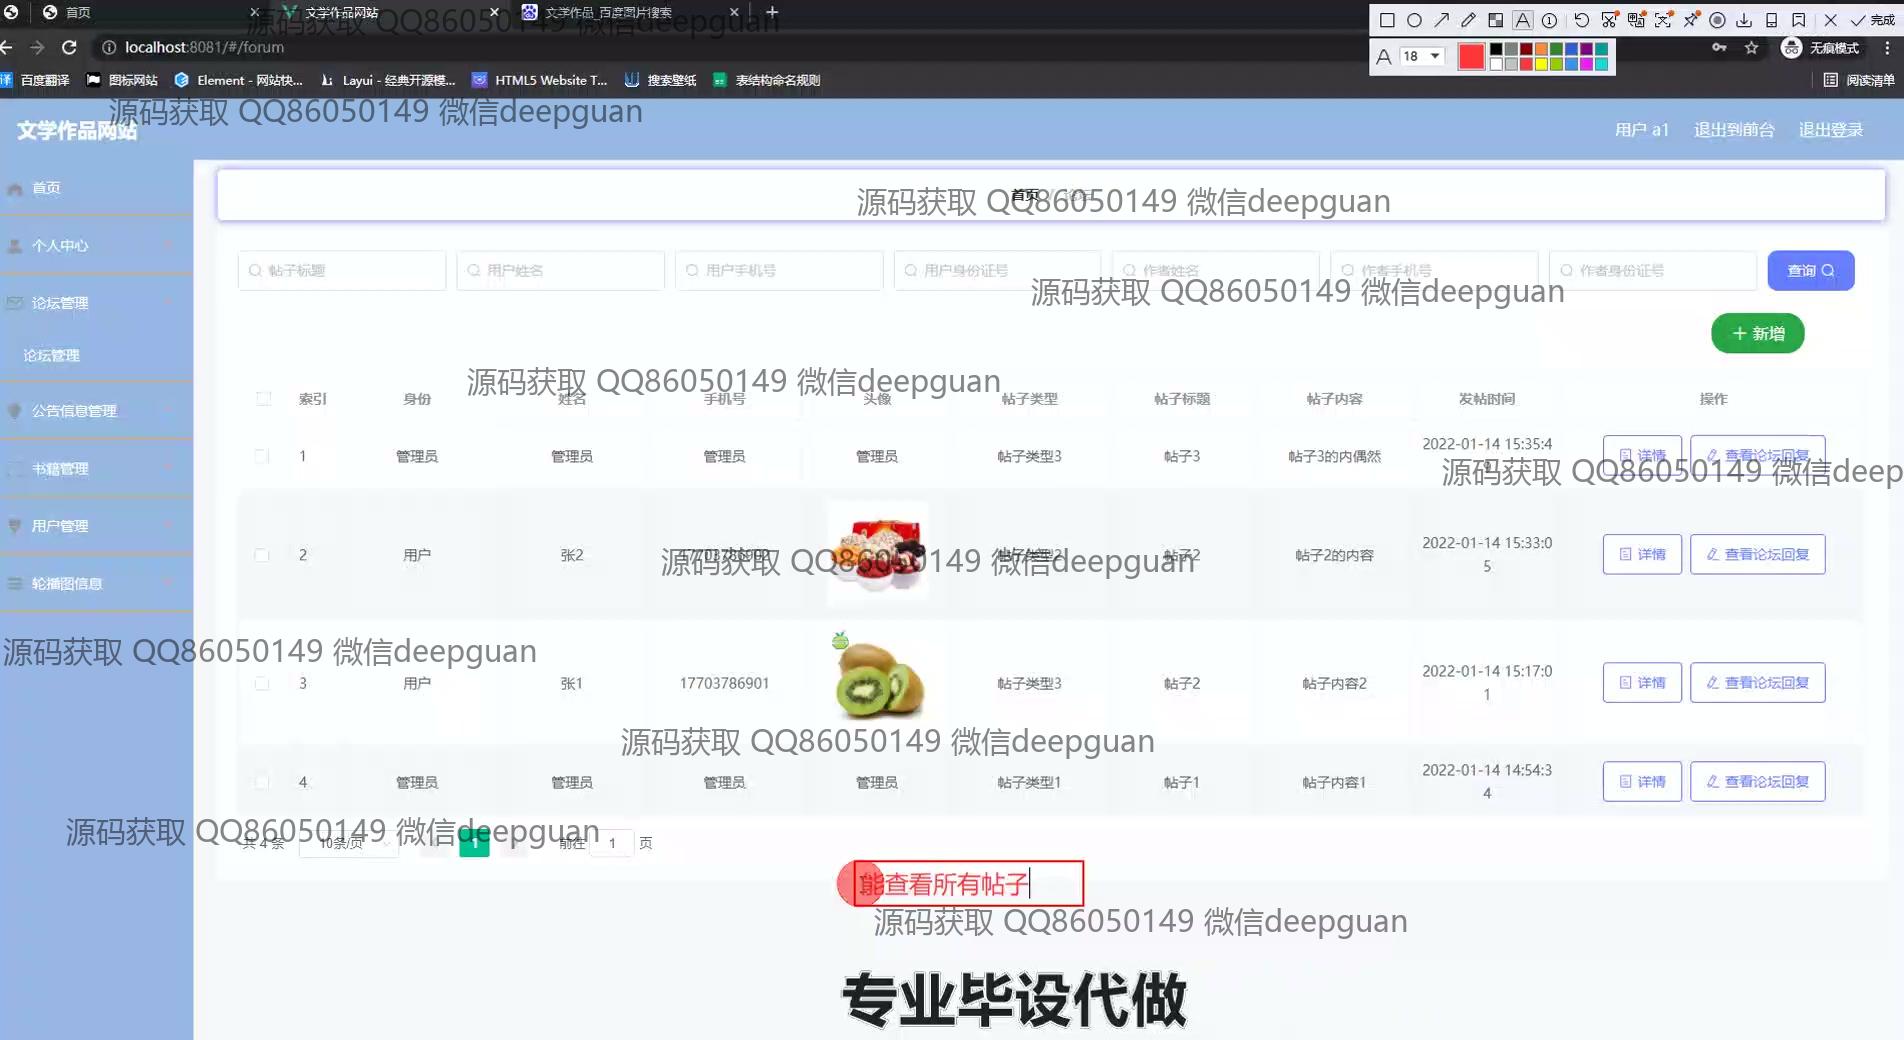 首页
文学作品网站
文学作品_百度图片搜索
完成
localhost:8081/#/forum
18
无痕模式
百度翻译
图标网站
Element - 网站快...
Layui - 经典开源模...
HTML5 Website T...
搜索壁纸
表结构命名规则
阅读清单
源码获取 QQ86050149 微信deepguan
文学作品网站
用户 a1
退出到前台
退出登录
首页
个人中心
论坛管理
论坛管理
公告信息管理
书籍管理
用户管理
轮播图信息
首页
源码获取 QQ86050149 微信deepguan
帖子标题
用户姓名
用户手机号
用户身份证号
作者姓名
作者手机号
作者身份证号
查询
源码获取 QQ86050149 微信deepguan
新增
源码获取 QQ86050149 微信deepguan
索引 身份 姓名 手机号 头像 帖子类型 帖子标题 帖子内容 发帖时间 操作
1 管理员 管理员 管理员 管理员 帖子类型3 帖子3 帖子3的内偶然 2022-01-14 15:35:4 详情 查看论坛回复
源码获取 QQ86050149 微信deep
2 用户 张2 17703786902 帖子类型2 帖子2 帖子2的内容 2022-01-14 15:33:0
5 详情 查看论坛回复
源码获取 QQ86050149 微信deepguan
源码获取 QQ86050149 微信deepguan
3 用户 张1 17703786901 帖子类型3 帖子2 帖子内容2 2022-01-14 15:17:0
1 详情 查看论坛回复
源码获取 QQ86050149 微信deepguan
4 管理员 管理员 管理员 管理员 帖子类型1 帖子1 帖子内容1 2022-01-14 14:54:3
4 详情 查看论坛回复
源码获取 QQ86050149 微信deepguan
共 4 条 10条/页 1 前往 1 页
能查看所有帖子
源码获取 QQ86050149 微信deepguan
专业毕设代做